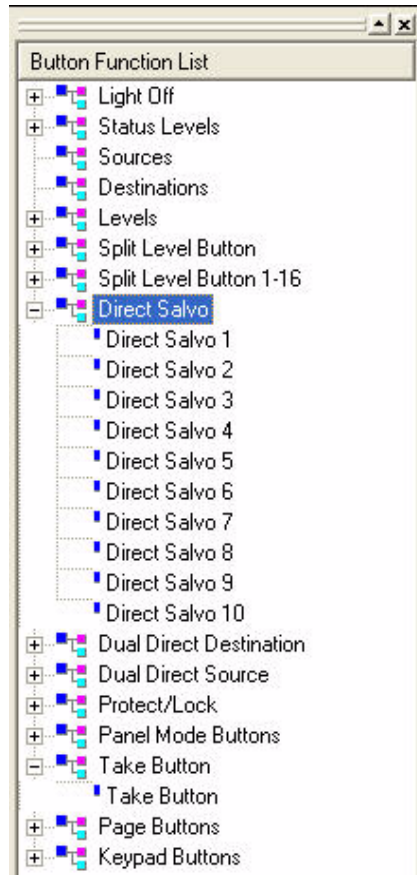 Button Function List
Light Off
Status Levels
Sources
Destinations
Levels
Split Level Button
Split Level Button 1-16
Direct Salvo
Direct Salvo 1
Direct Salvo 2
Direct Salvo 3
Direct Salvo 4
Direct Salvo 5
Direct Salvo 6
Direct Salvo 7
Direct Salvo 8
Direct Salvo 9
Direct Salvo 10
Dual Direct Destination
Dual Direct Source
Protect/Lock
Panel Mode Buttons
Take Button
Take Button
Page Buttons
Keypad Buttons